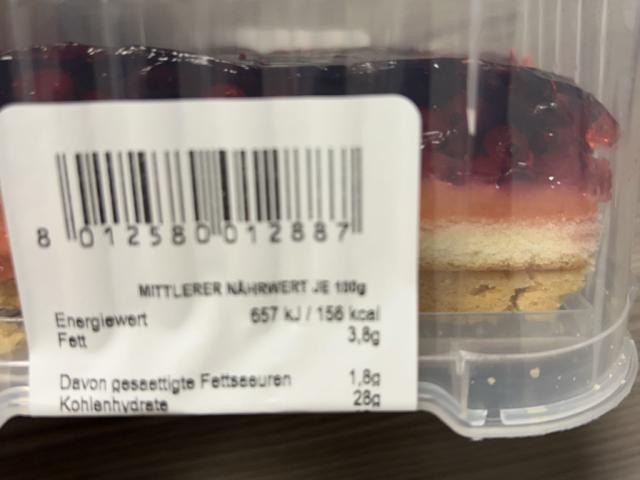 8 012580 012887
MITTLERER NÄHRWERT JE 100g
Energiewert 657 kJ / 156 kcal
Fett 3,8g
Davon gesaettigte Fettsaeuren 1,8g
Kohlenhydrate 28g